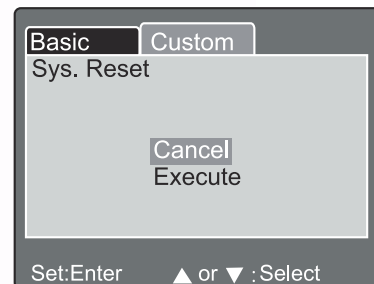 Basic Custom
Sys. Reset
Cancel
Execute
Set:Enter ▲ or ▼ :Select